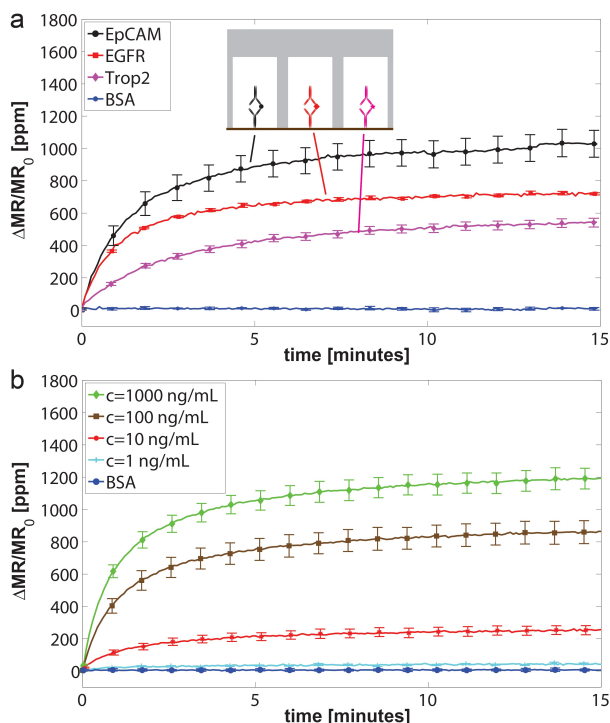 a
EpCAM
EGFR
Trop2
BSA
ΔMR/MR0 [ppm]
1800
1600
1400
1200
1000
800
600
400
200
0
0 5 10 15
time [minutes]
b
c=1000 ng/mL
c=100 ng/mL
c=10 ng/mL
c=1 ng/mL
BSA
ΔMR/MR0 [ppm]
1800
1600
1400
1200
1000
800
600
400
200
0
0 5 10 15
time [minutes]